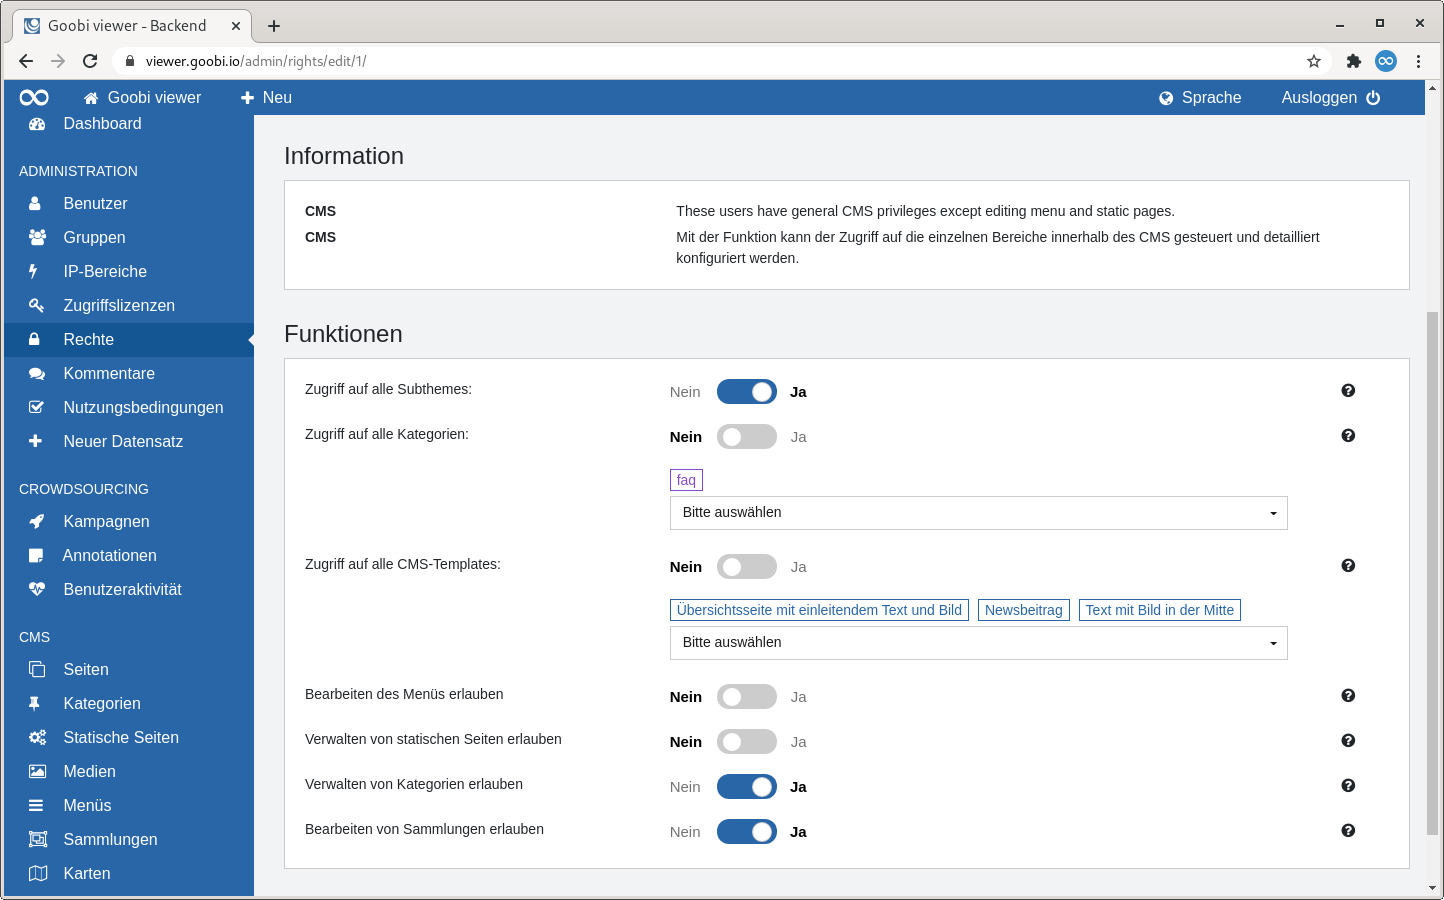 Goobi viewer - Backend
viewer.goobi.io/admin/rights/edit/1/
Goobi viewer
Neu
Sprache
Ausloggen
Dashboard
ADMINISTRATION
Benutzer
Gruppen
IP-Bereiche
Zugriffslizenzen
Rechte
Kommentare
Nutzungsbedingungen
Neuer Datensatz
CROWDSOURCING
Kampagnen
Annotationen
Benutzeraktivität
CMS
Seiten
Kategorien
Statische Seiten
Medien
Menüs
Sammlungen
Karten
Information
CMS These users have general CMS privileges except editing menu and static pages.
CMS Mit der Funktion kann der Zugriff auf die einzelnen Bereiche innerhalb des CMS gesteuert und detailliert
konfiguriert werden.
Funktionen
Zugriff auf alle Subthemes: Nein Ja
Zugriff auf alle Kategorien: Nein Ja
faq
Bitte auswählen
Zugriff auf alle CMS-Templates: Nein Ja
Übersichtsseite mit einleitendem Text und Bild Newsbeitrag Text mit Bild in der Mitte
Bitte auswählen
Bearbeiten des Menüs erlauben Nein Ja
Verwalten von statischen Seiten erlauben Nein Ja
Verwalten von Kategorien erlauben Nein Ja
Bearbeiten von Sammlungen erlauben Nein Ja